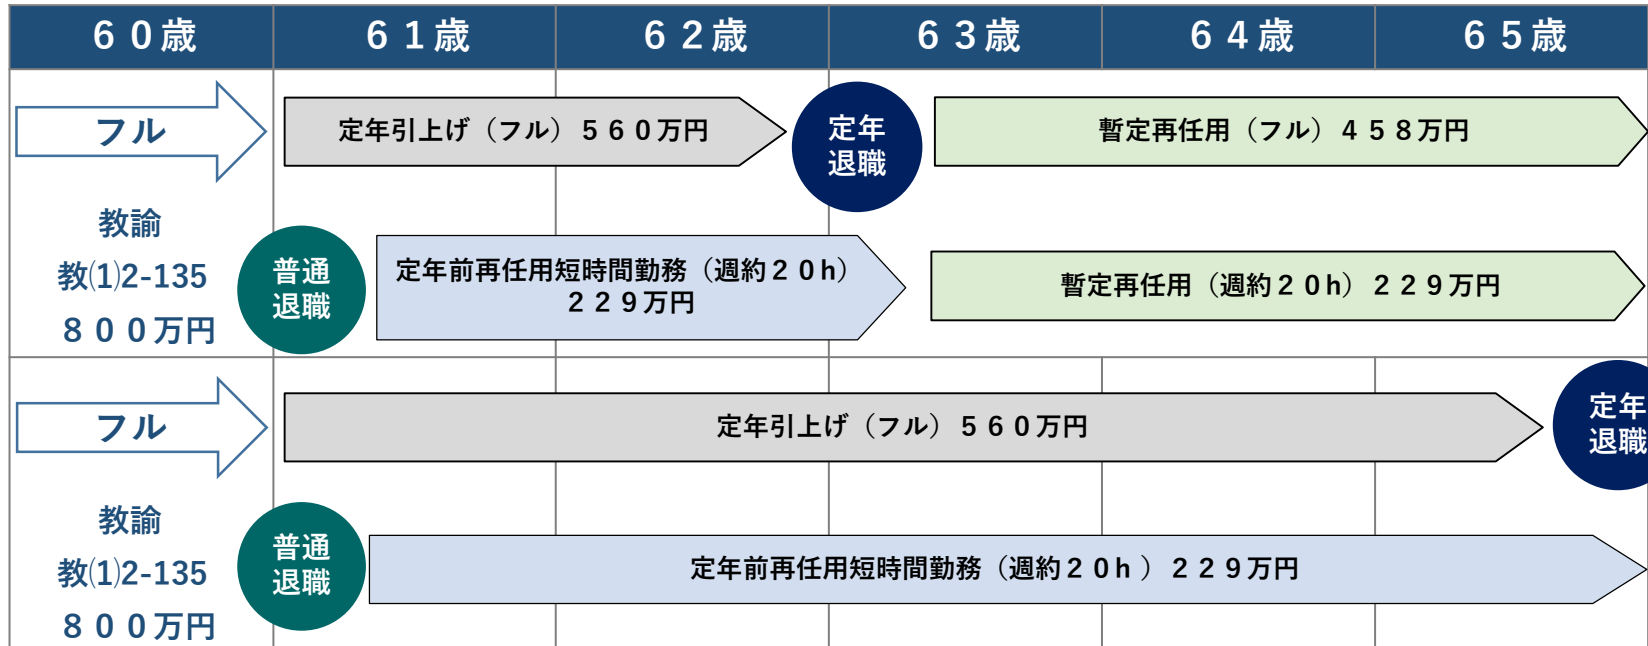 ６０歳 ６１歳 ６２歳 ６３歳 ６４歳 ６５歳
フル
定年引上げ（フル）５６０万円
定年
退職
暫定再任用（フル）４５８万円
教諭
教⑴2-135
８００万円
普通
退職
定年前再任用短時間勤務（週約２０h）
２２９万円
暫定再任用（週約２０h）２２９万円
フル
定年引上げ（フル）５６０万円
定年
退職
教諭
教⑴2-135
８００万円
普通
退職
定年前再任用短時間勤務（週約２０h ）２２９万円